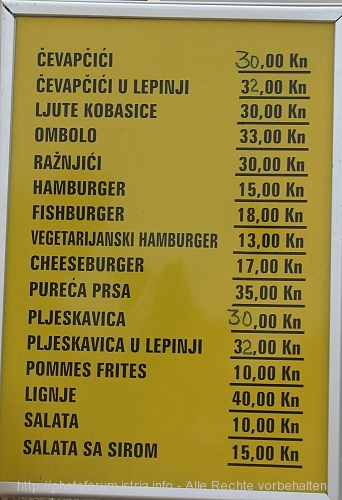 ČEVAPČIĆI 30,00 Kn
ČEVAPČIĆI U LEPINJI 32,00 Kn
LJUTE KOBASICE 30,00 Kn
OMBOLO 33,00 Kn
RAŽNJIĆI 30,00 Kn
HAMBURGER 15,00 Kn
FISHBURGER 18,00 Kn
VEGETARIJANSKI HAMBURGER 13,00 Kn
CHEESEBURGER 17,00 Kn
PUREĆA PRSA 35,00 Kn
PLJESKAVICA 30,00 Kn
PLJESKAVICA U LEPINJI 32,00 Kn
POMMES FRITES 10,00 Kn
LIGNJE 40,00 Kn
SALATA 10,00 Kn
SALATA SA SIROM 15,00 Kn
http://photoforum.istria.info - Alle Rechte vorbehalten